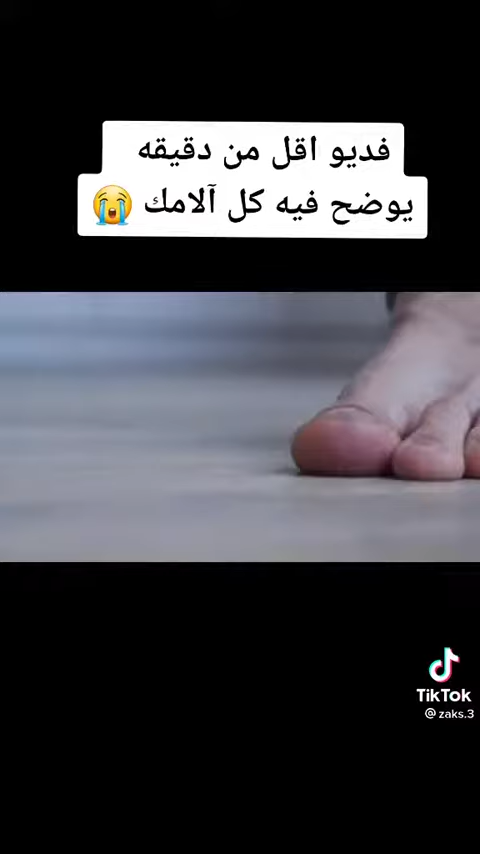 فديو اقل من دقيقه
يوضح فيه كل آلامك 😭
TikTok
@zaks.3